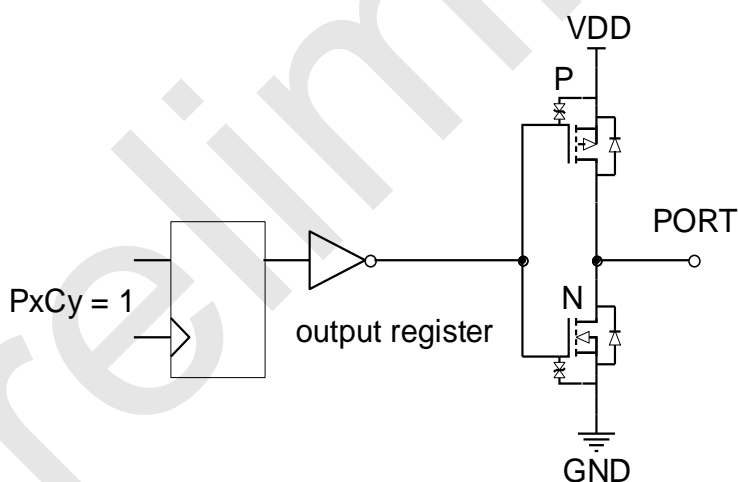 VDD
P
PORT
PxCy = 1
N
output register
GND